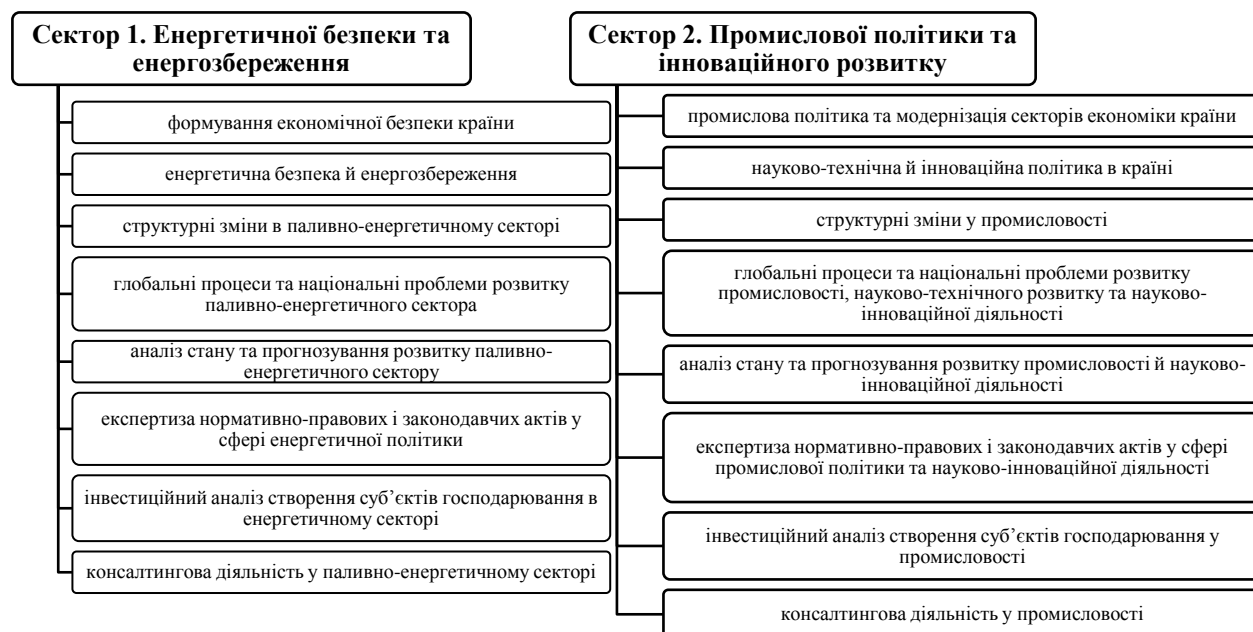 Сектор 1. Енергетичної безпеки та
енергозбереження
формування економічної безпеки країни
енергетична безпека й енергозбереження
структурні зміни в паливно-енергетичному секторі
глобальні процеси та національні проблеми розвитку
паливно-енергетичного сектора
аналіз стану та прогнозування розвитку паливно-
енергетичного сектору
експертиза нормативно-правових і законодавчих актів у
сфері енергетичної політики
інвестиційний аналіз створення суб’єктів господарювання в
енергетичному секторі
консалтингова діяльність у паливно-енергетичному секторі
Сектор 2. Промислової політики та
інноваційного розвитку
промислова політика та модернізація секторів економіки країни
науково-технічна й інноваційна політика в країні
структурні зміни у промисловості
глобальні процеси та національні проблеми розвитку
промисловості, науково-технічного розвитку та науково-
інноваційної діяльності
аналіз стану та прогнозування розвитку промисловості й науково-
інноваційної діяльності
експертиза нормативно-правових і законодавчих актів у сфері
промислової політики та науково-інноваційної діяльності
інвестиційний аналіз створення суб’єктів господарювання у
промисловості
консалтингова діяльність у промисловості